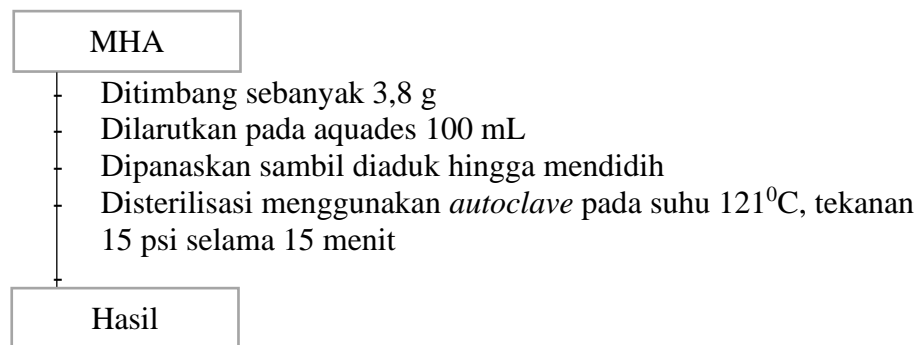 MHA
- Ditimbang sebanyak 3,8 g
- Dilarutkan pada aquades 100 mL
- Dipanaskan sambil diaduk hingga mendidih
- Disterilisasi menggunakan autoclave pada suhu 121⁰C, tekanan
15 psi selama 15 menit
-
Hasil